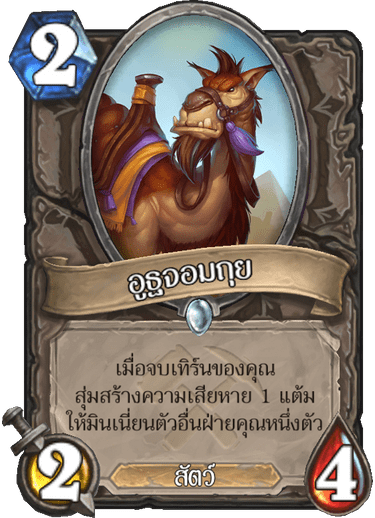 2
อูฐจอมถุย
เมื่อจบเทิร์นของคุณ
สุ่มสร้างความเสียหาย 1 แต้ม
ให้มินเนี่ยนตัวอื่นฝ่ายคุณหนึ่งตัว
2
สัตว์
4